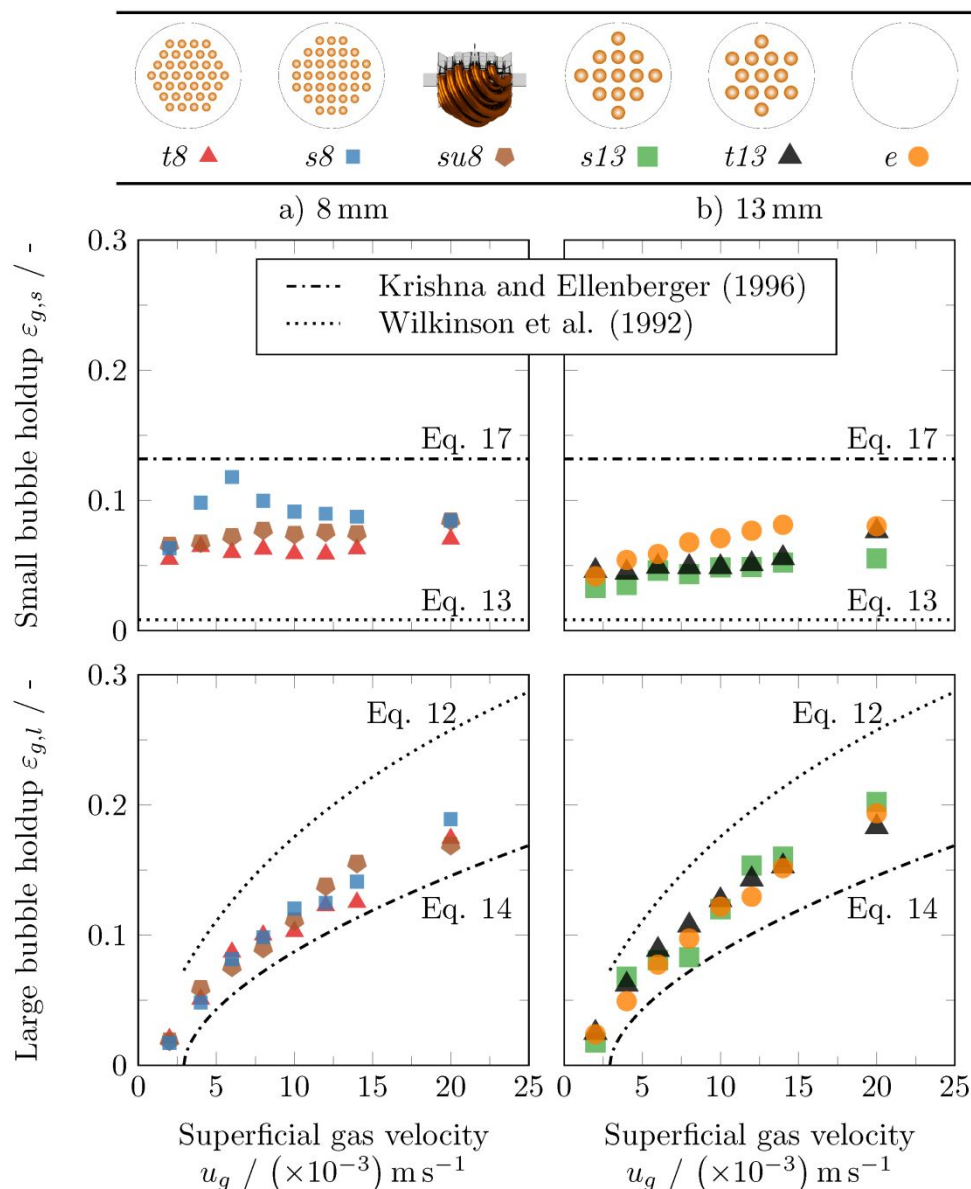 t8 s8 su8 s13 t13 e
a) 8 mm b) 13 mm
Small bubble holdup εg,s / -
0.3
0.2
0.1
0
Krishna and Ellenberger (1996)
Wilkinson et al. (1992)
Eq. 17 Eq. 17
Eq. 13 Eq. 13
Large bubble holdup εg,l / -
0.3
0.2
0.1
0
Eq. 12 Eq. 12
Eq. 14 Eq. 14
0 5 10 15 20 25 0 5 10 15 20 25
Superficial gas velocity Superficial gas velocity
ug / (×10⁻³) m s⁻¹ ug / (×10⁻³) m s⁻¹